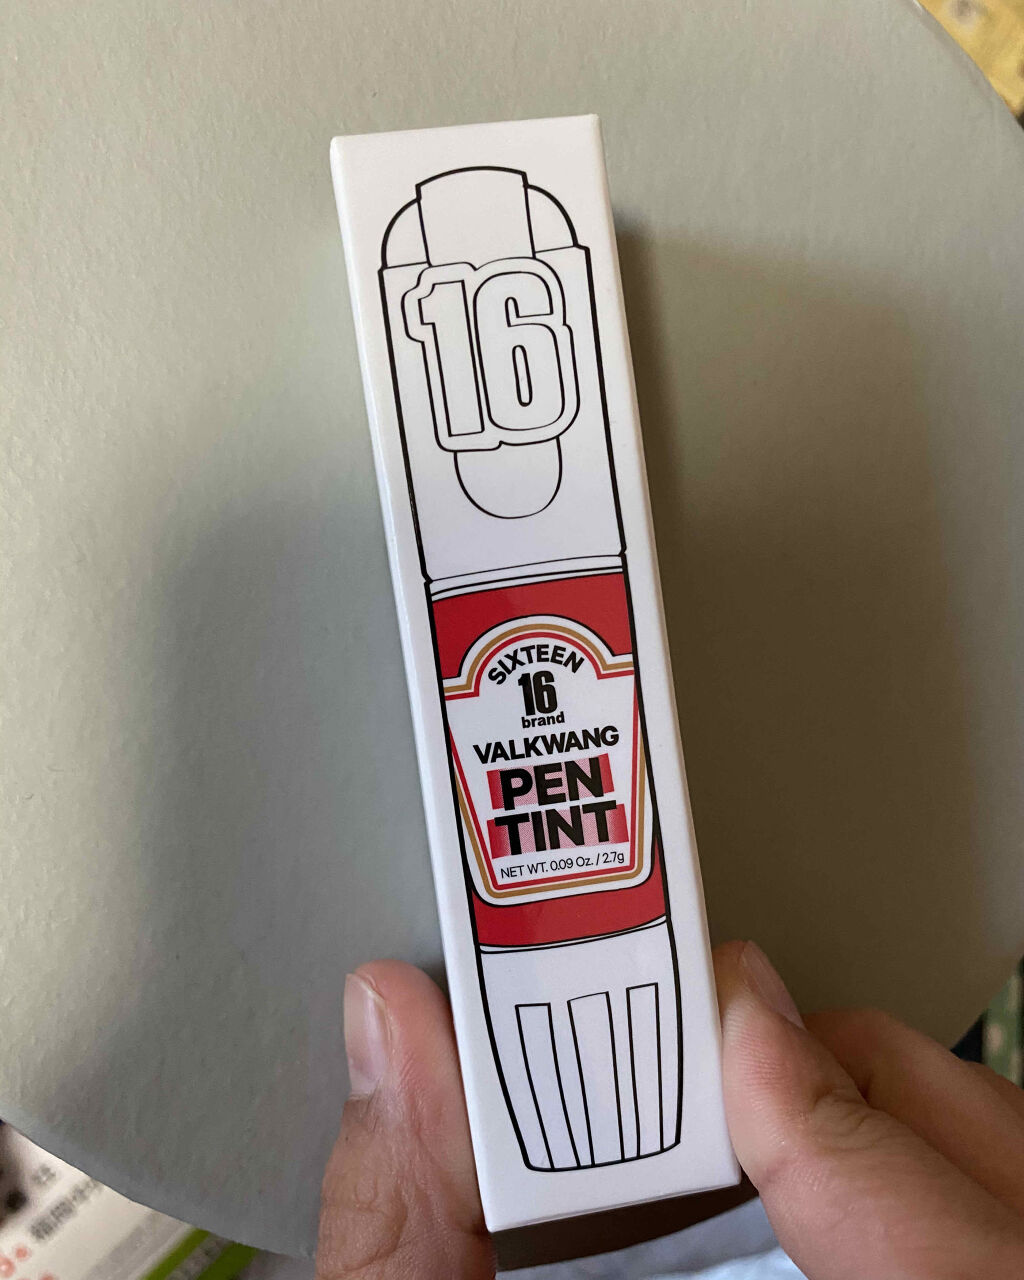 16
SIXTEEN
16
brand
VALKWANG
PEN
TINT
NET WT. 0.09 Oz. / 2.7g